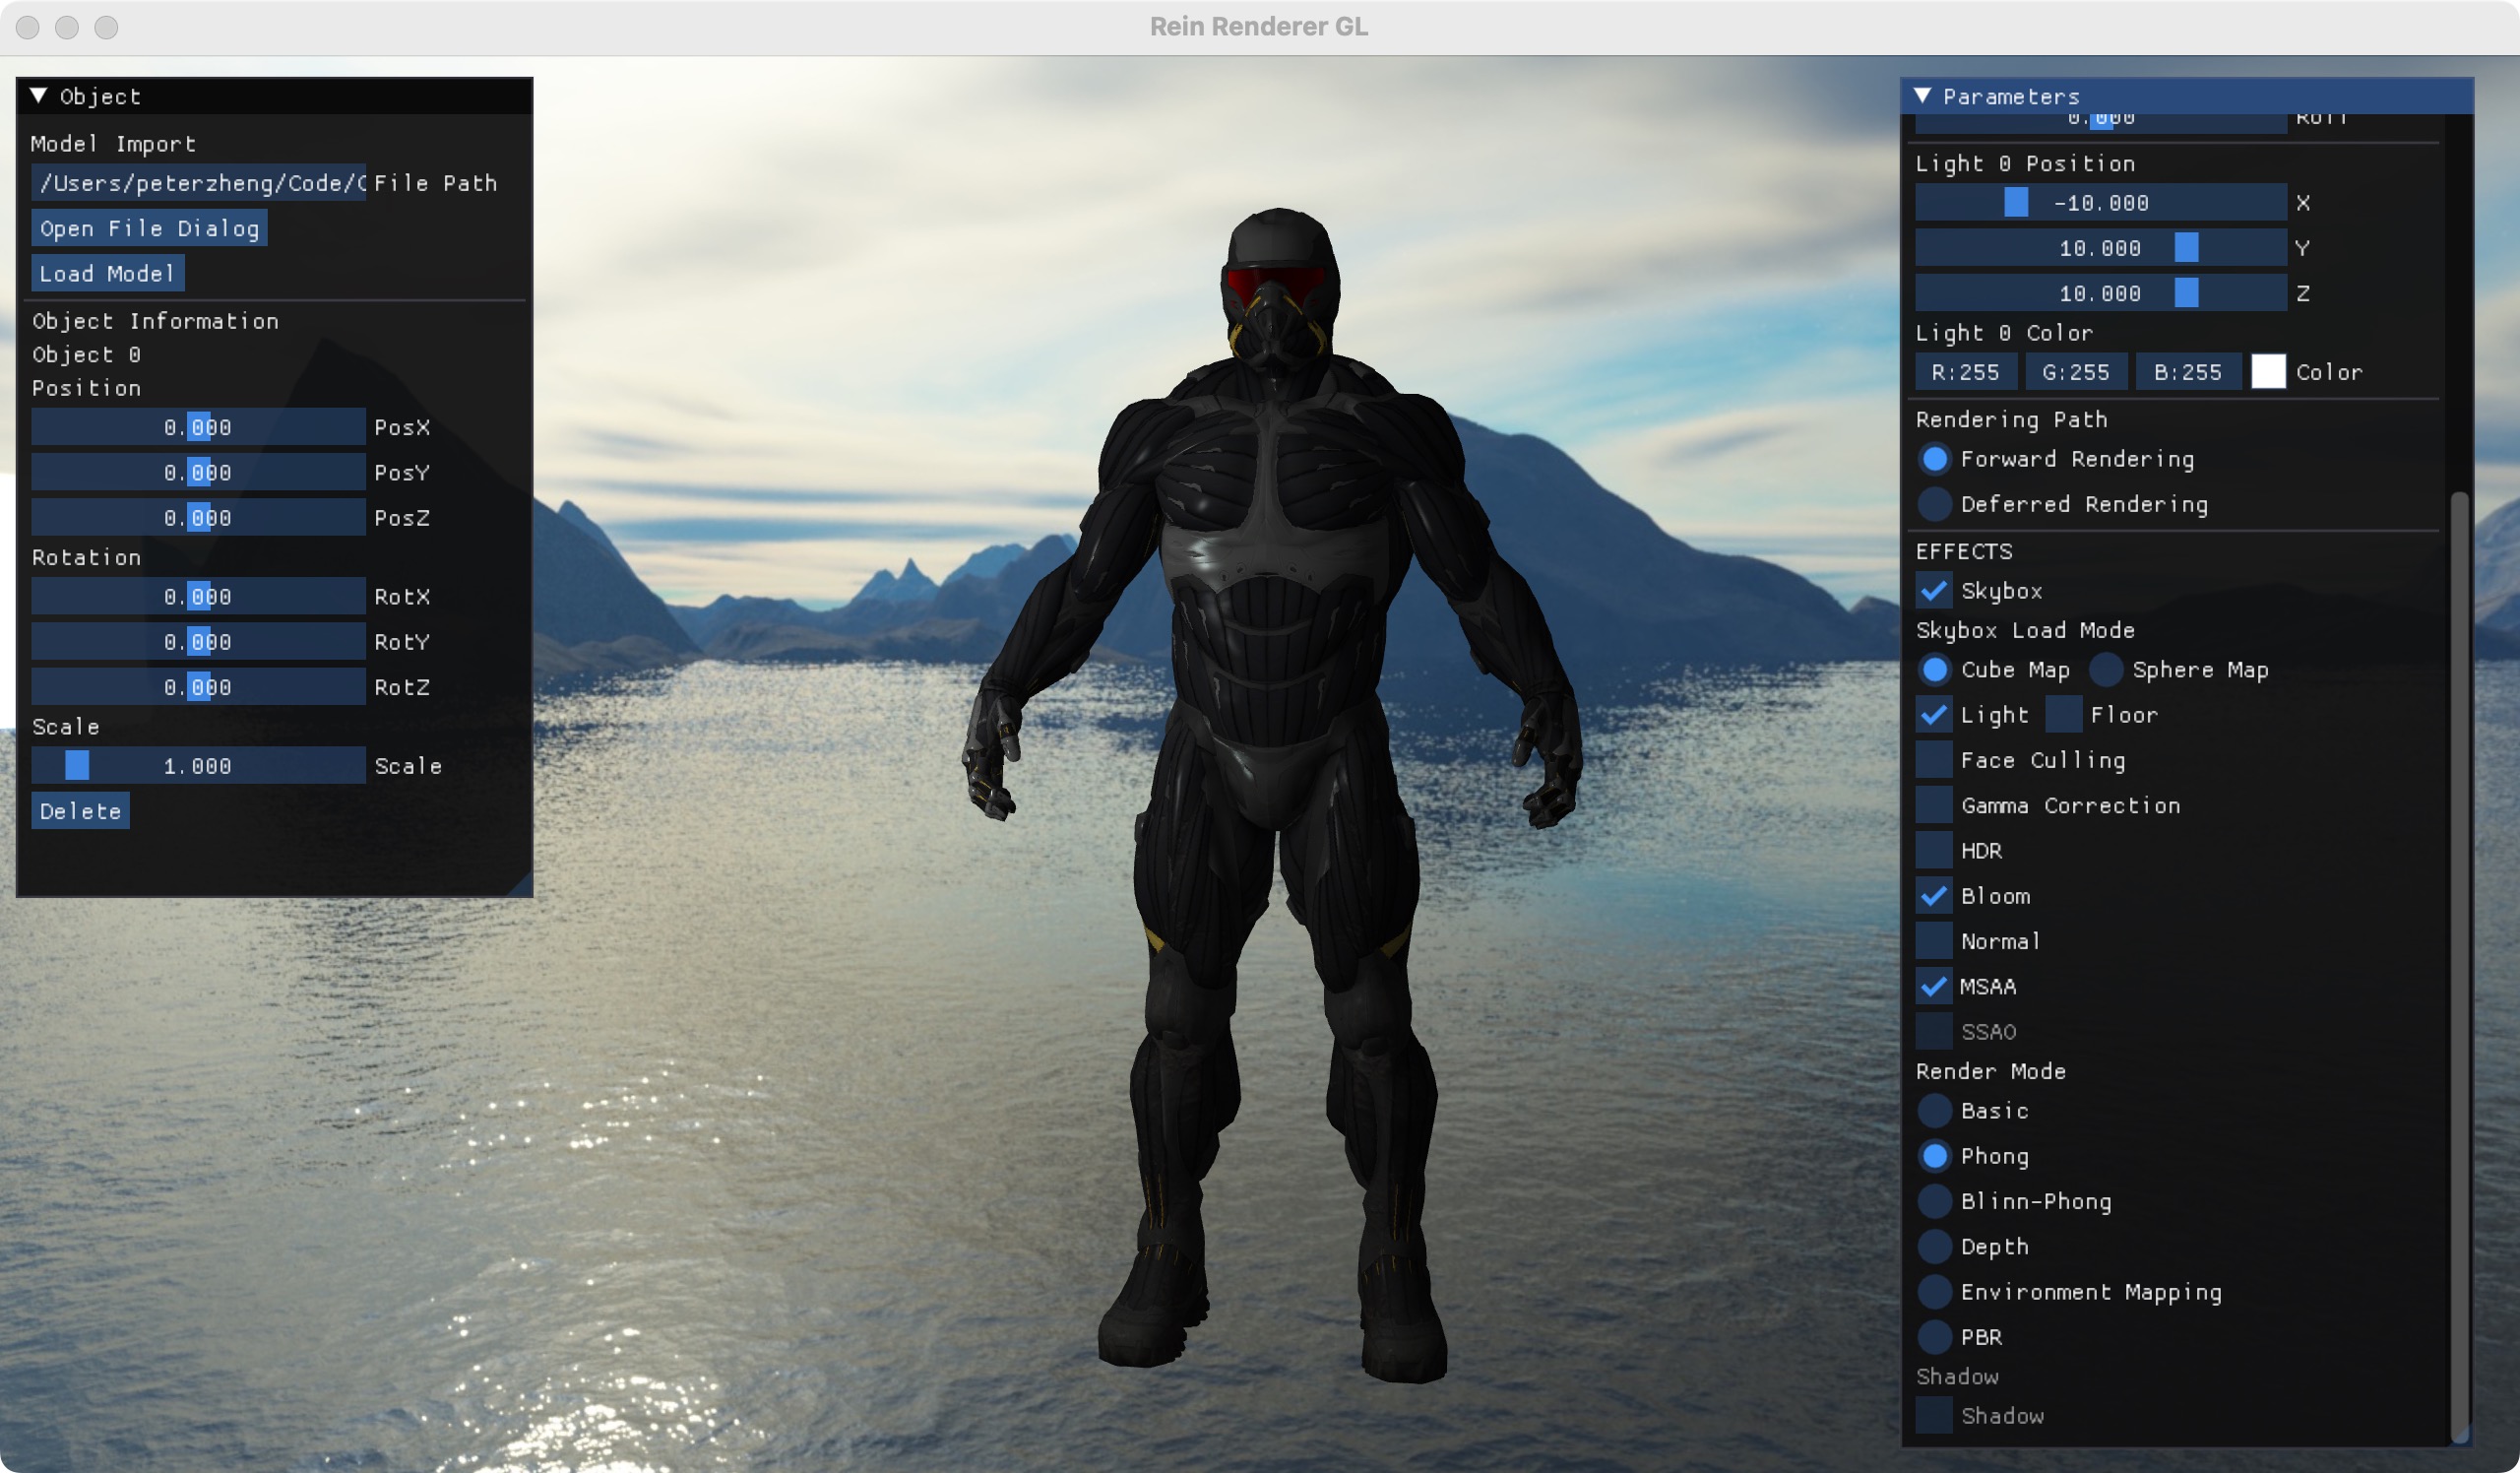 Rein Renderer GL
Object
Model Import
/Users/peterzheng/Code/ File Path
Open File Dialog
Load Model
Object Information
Object 0
Position
0.000 PosX
0.000 PosY
0.000 PosZ
Rotation
0.000 RotX
0.000 RotY
0.000 RotZ
Scale
1.000 Scale
Delete
Parameters
0.000 Roll
Light 0 Position
-10.000 X
10.000 Y
10.000 Z
Light 0 Color
R:255 G:255 B:255 Color
Rendering Path
Forward Rendering
Deferred Rendering
EFFECTS
Skybox
Skybox Load Mode
Cube Map Sphere Map
Light Floor
Face Culling
Gamma Correction
HDR
Bloom
Normal
MSAA
SSAO
Render Mode
Basic
Phong
Blinn-Phong
Depth
Environment Mapping
PBR
Shadow
Shadow